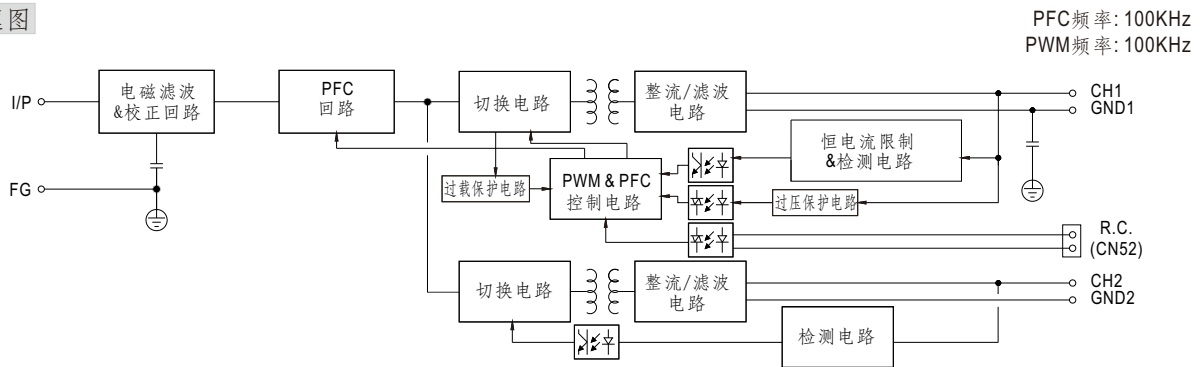 图
PFC频率: 100KHz
PWM频率: 100KHz
I/P
电磁滤波
&校正回路
PFC
回路
切换电路
整流/滤波
电路
CH1
GND1
恒电流限制
&检测电路
FG
过载保护电路
PWM & PFC
控制电路
过压保护电路
R.C.
(CN52)
切换电路
整流/滤波
电路
CH2
GND2
检测电路